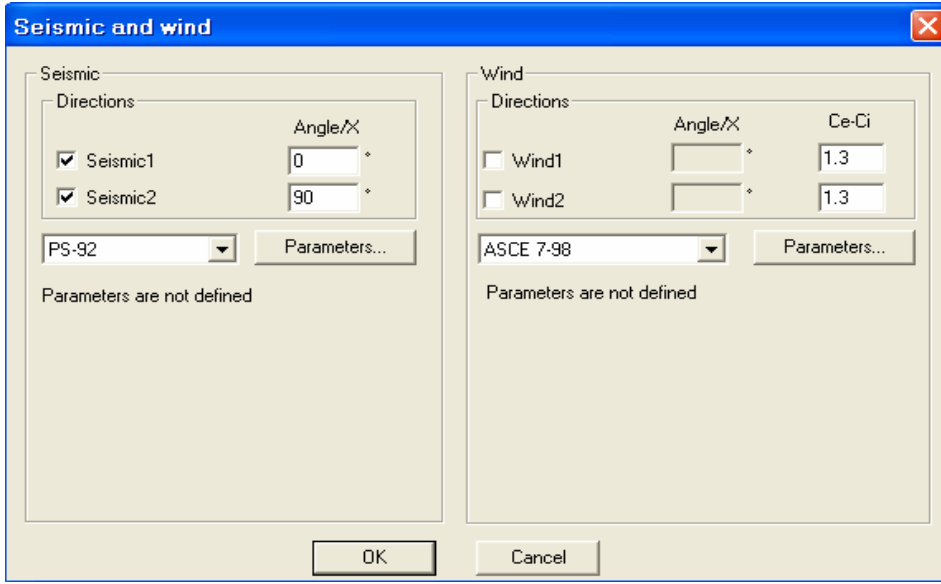 Seismic and wind
Seismic
Directions
Angle/X
Seismic1 0 °
Seismic2 90 °
PS-92 Parameters...
Parameters are not defined
Wind
Directions
Angle/X Ce-Ci
Wind1 ° 1.3
Wind2 ° 1.3
ASCE 7-98 Parameters...
Parameters are not defined
OK Cancel